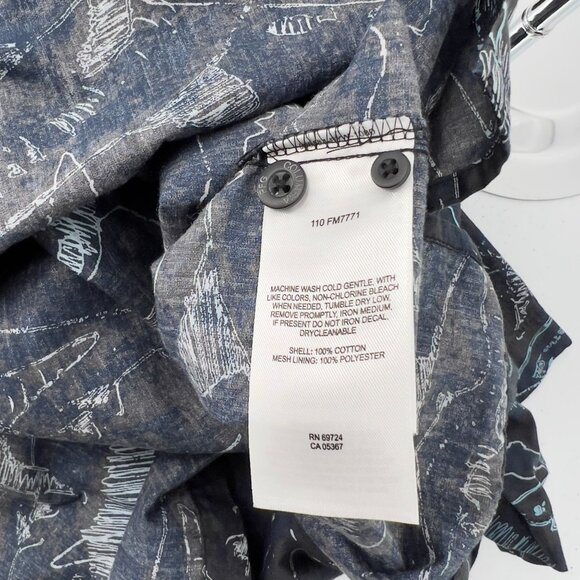 110 FM7771
MACHINE WASH COLD GENTLE, WITH
LIKE COLORS, NON-CHLORINE BLEACH
WHEN NEEDED, TUMBLE DRY LOW,
REMOVE PROMPTLY, IRON MEDIUM,
IF PRESENT DO NOT IRON DECAL,
DRYCLEANABLE
SHELL: 100% COTTON
MESH LINING: 100% POLYESTER
RN 69724
CA 05367